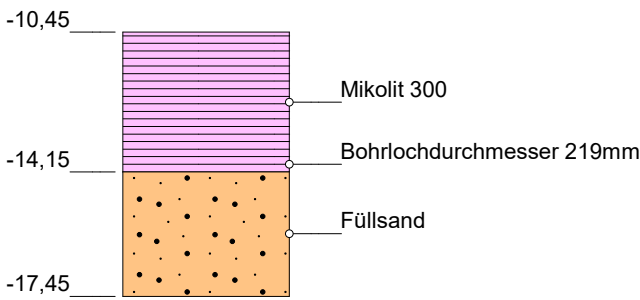 -10,45
Mikolit 300
Bohrlochdurchmesser 219mm
-14,15
Füllsand
-17,45